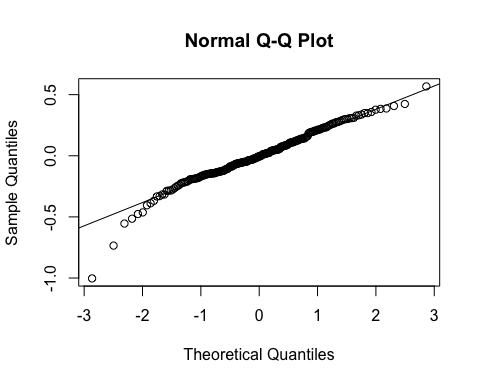 Normal Q-Q Plot
Sample Quantiles
0.5
0.0
-0.5
-1.0
-3 -2 -1 0 1 2 3
Theoretical Quantiles